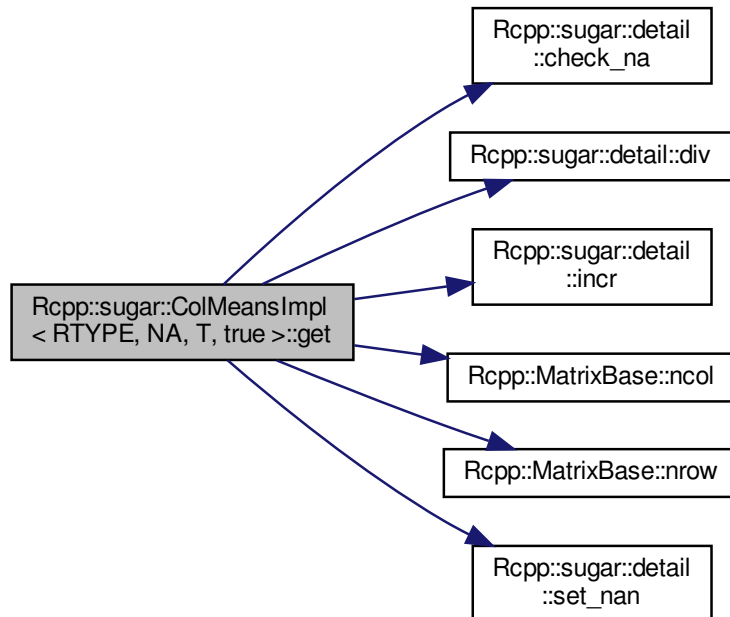 Rcpp::sugar::detail
::check_na
Rcpp::sugar::detail::div
Rcpp::sugar::detail
::incr
Rcpp::sugar::ColMeansImpl
< RTYPE, NA, T, true >::get
Rcpp::MatrixBase::ncol
Rcpp::MatrixBase::nrow
Rcpp::sugar::detail
::set_nan